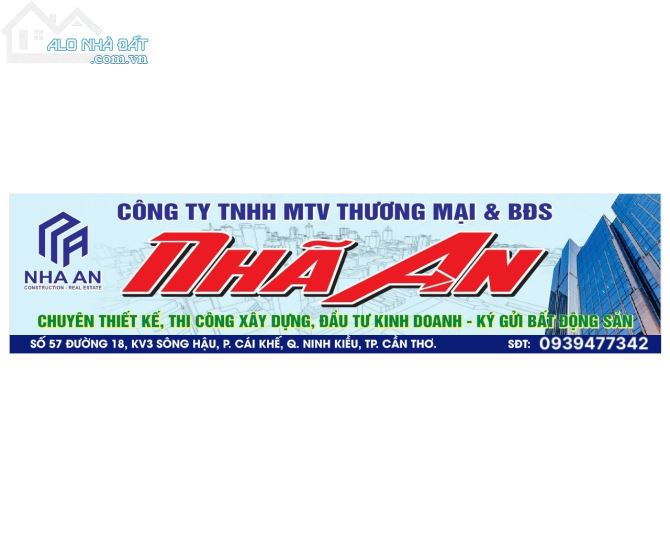 ALO NHÀ ĐẤT
.com.vn
CÔNG TY TNHH MTV THƯƠNG MẠI & BĐS
NHÃ AN
NHA AN
CONSTRUCTION - REAL ESTATE
CHUYÊN THIẾT KẾ, THI CÔNG XÂY DỰNG, ĐẦU TƯ KINH DOANH - KÝ GỬI BẤT ĐỘNG SẢN
SỐ 57 ĐƯỜNG 18, KV3 SÔNG HẬU, P. CÁI KHẾ, Q. NINH KIỀU, TP. CẦN THƠ. SĐT: 0939477342